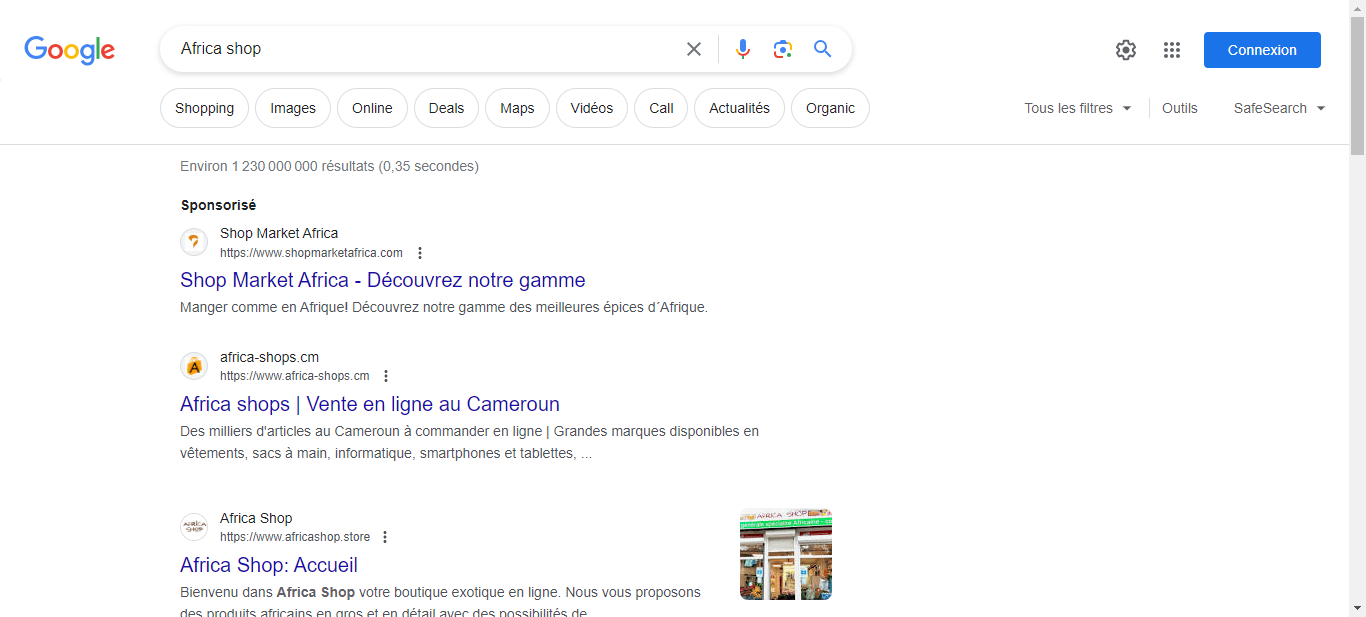 Google
Africa shop
Connexion
Shopping
Images
Online
Deals
Maps
Vidéos
Call
Actualités
Organic
Tous les filtres
Outils
SafeSearch
Environ 1 230 000 000 résultats (0,35 secondes)
Sponsorisé
Shop Market Africa
https://www.shopmarketafrica.com
Shop Market Africa - Découvrez notre gamme
Manger comme en Afrique! Découvrez notre gamme des meilleures épices d´Afrique.
A
africa-shops.cm
https://www.africa-shops.cm
Africa shops | Vente en ligne au Cameroun
Des milliers d'articles au Cameroun à commander en ligne | Grandes marques disponibles en
vêtements, sacs à main, informatique, smartphones et tablettes, ...
AFRICA
SHOP
Africa Shop
https://www.africashop.store
Africa Shop: Accueil
Bienvenu dans Africa Shop votre boutique exotique en ligne. Nous vous proposons
des produits africains en gros et en détail avec des possibilités de
AFRICA SHOP